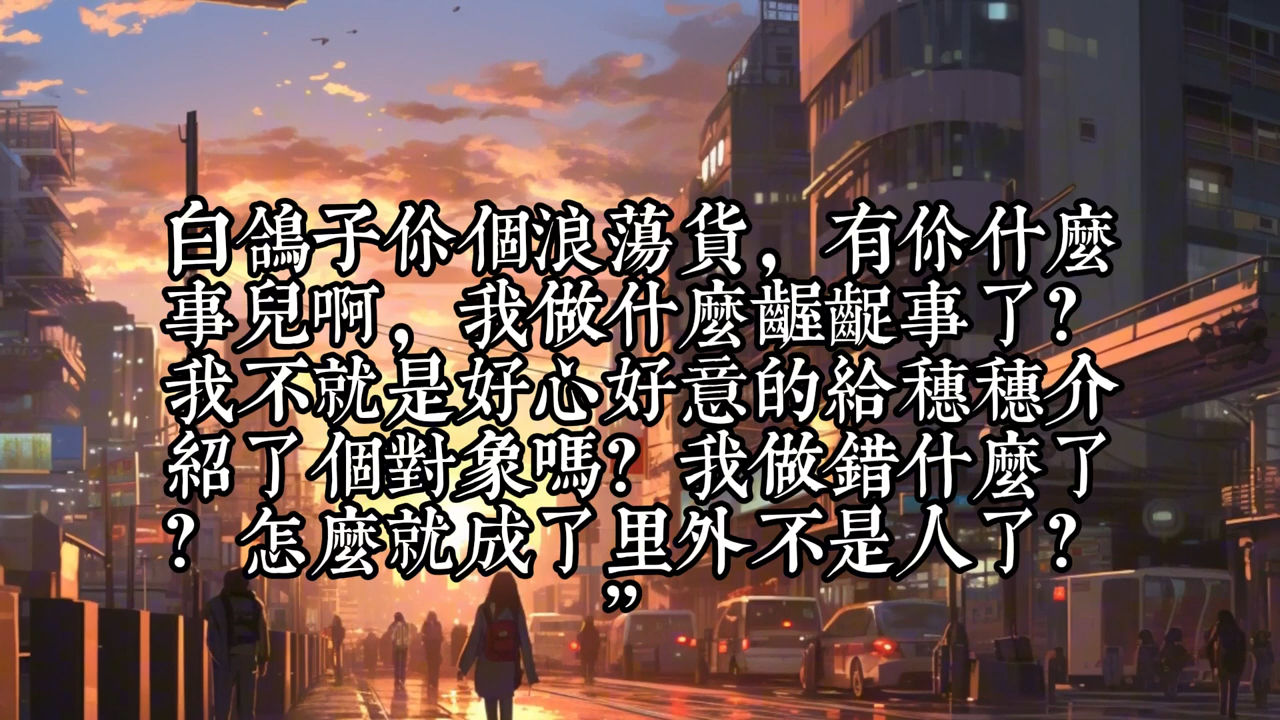 白鴿子你個浪蕩貨，有你什麼
事兒啊，我做什麼齷齪事了？
我不就是好心好意的給穗穗介
紹了個對象嗎？我做錯什麼了
？怎麼就成了里外不是人了？
”